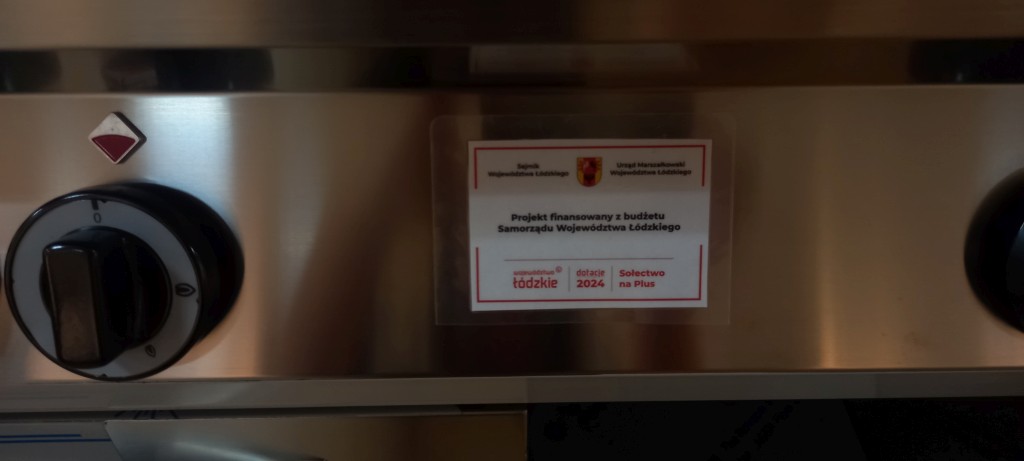 0
Sejmik
Województwa Łódzkiego
Urząd Marszałkowski
Województwa Łódzkiego
Projekt finansowany z budżetu
Samorządu Województwa Łódzkiego
województwo
łódzkie
dotacje
2024
Sołectwo
na Plus